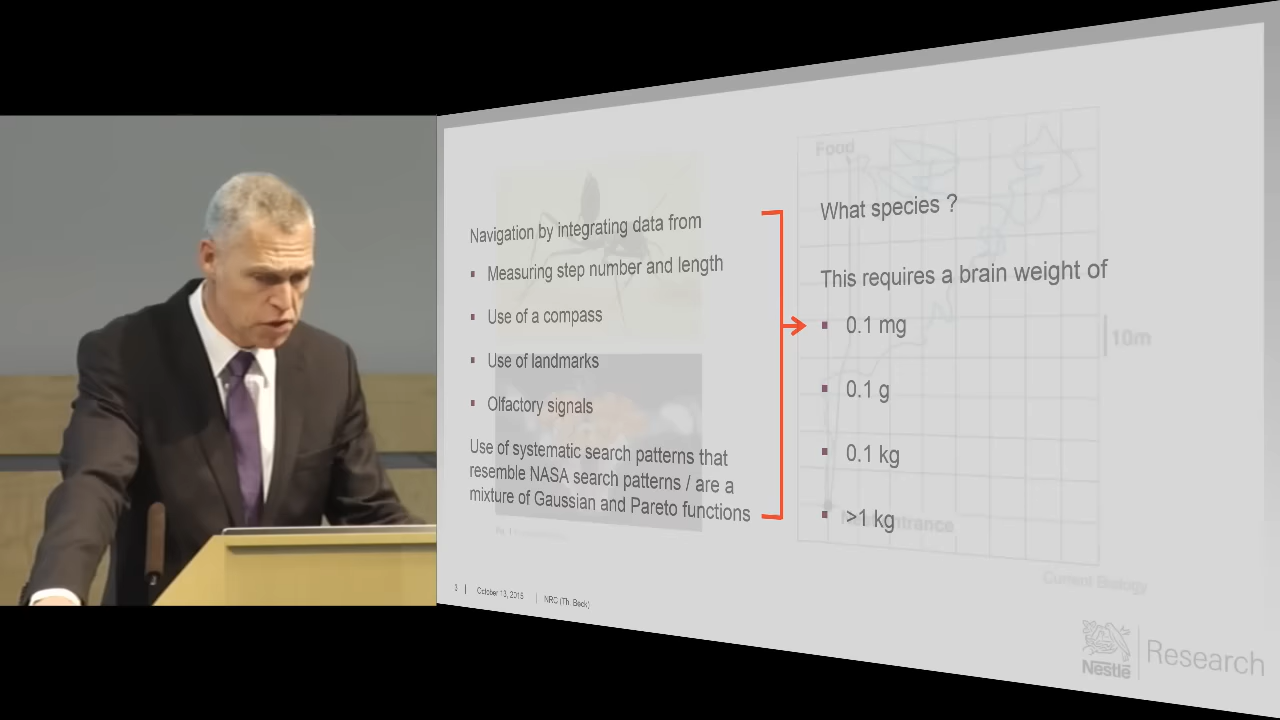 Navigation by integrating data from
▪ Measuring step number and length
▪ Use of a compass
▪ Use of landmarks
▪ Olfactory signals
Use of systematic search patterns that
resemble NASA search patterns / are a
mixture of Gaussian and Pareto functions
Food
What species ?
This requires a brain weight of
▪ 0.1 mg
▪ 0.1 g
▪ 0.1 kg
▪ >1 kg
10m
Current Biology
3 | October 13, 2016 | NRC (Th. Beck)
Nestlé Research